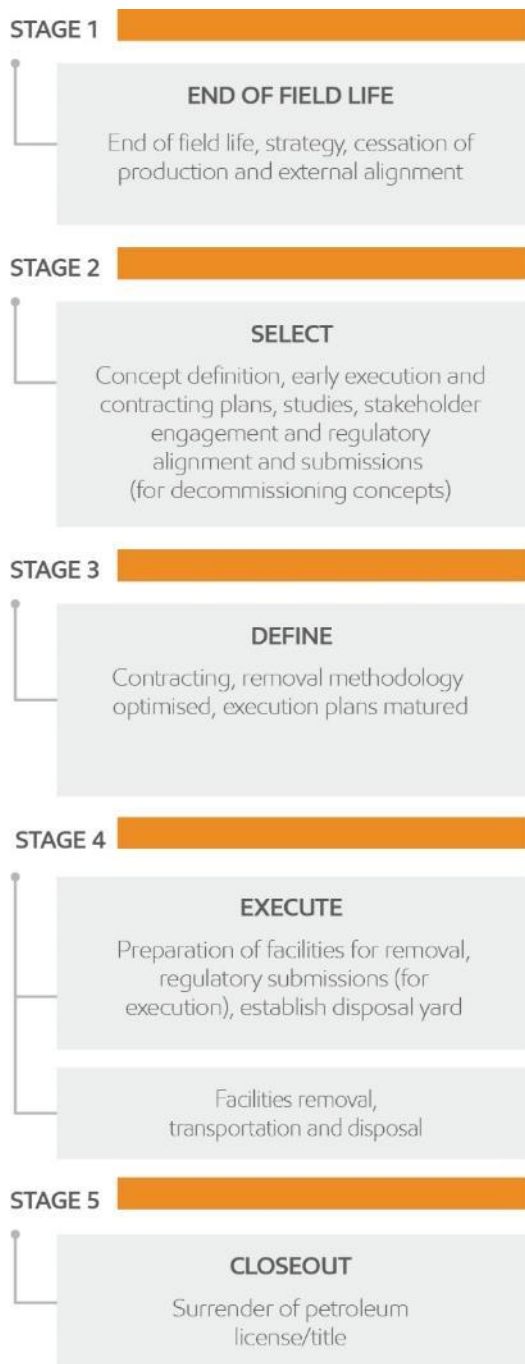 STAGE 1
END OF FIELD LIFE
End of field life, strategy, cessation of
production and external alignment
STAGE 2
SELECT
Concept definition, early execution and
contracting plans, studies, stakeholder
engagement and regulatory
alignment and submissions
(for decommissioning concepts)
STAGE 3
DEFINE
Contracting, removal methodology
optimised, execution plans matured
STAGE 4
EXECUTE
Preparation of facilities for removal,
regulatory submissions (for
execution), establish disposal yard
Facilities removal,
transportation and disposal
STAGE 5
CLOSEOUT
Surrender of petroleum
license/title